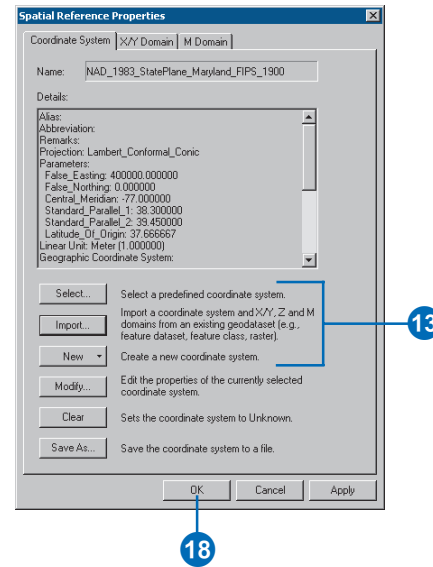 Spatial Reference Properties
Coordinate System
X/Y Domain
M Domain
Name: NAD_1983_StatePlane_Maryland_FIPS_1900
Details:
Alias:
Abbreviation:
Remarks:
Projection: Lambert_Conformal_Conic
Parameters:
False_Easting: 400000.000000
False_Northing: 0.000000
Central_Meridian: -77.000000
Standard_Parallel_1: 38.300000
Standard_Parallel_2: 39.450000
Latitude_Of_Origin: 37.666667
Linear Unit: Meter (1.000000)
Geographic Coordinate System:
Select... Select a predefined coordinate system.
Import... Import a coordinate system and X/Y, Z and M
domains from an existing geodataset (e.g.,
feature dataset, feature class, raster).
13
New Create a new coordinate system.
Modify... Edit the properties of the currently selected
coordinate system.
Clear Sets the coordinate system to Unknown.
Save As... Save the coordinate system to a file.
OK Cancel Apply
18